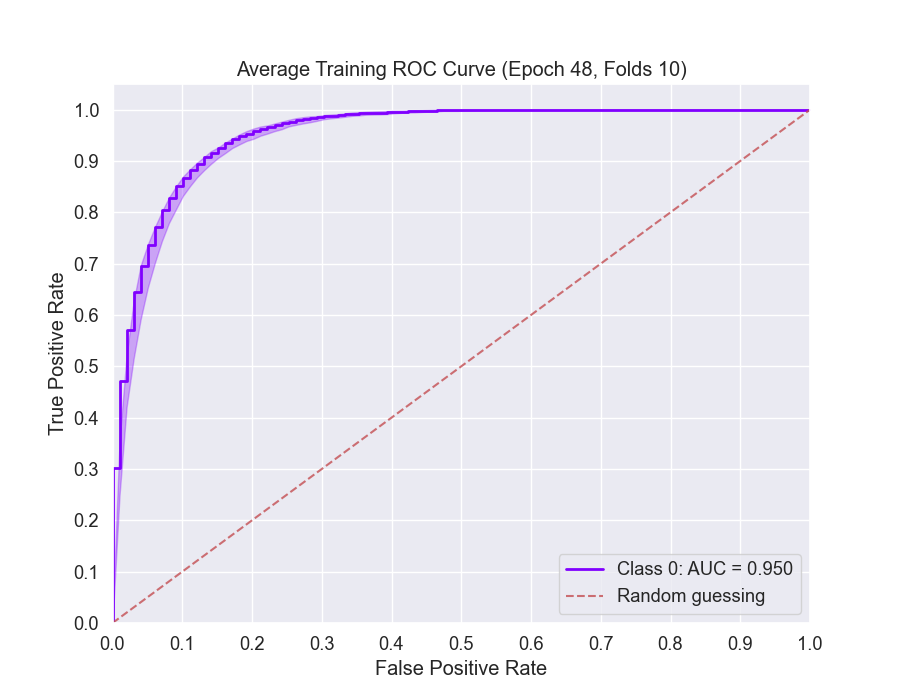 Average Training ROC Curve (Epoch 48, Folds 10)
True Positive Rate
1.0
0.9
0.8
0.7
0.6
0.5
0.4
0.3
0.2
0.1
0.0
Class 0: AUC = 0.950
Random guessing
0.0 0.1 0.2 0.3 0.4 0.5 0.6 0.7 0.8 0.9 1.0
False Positive Rate